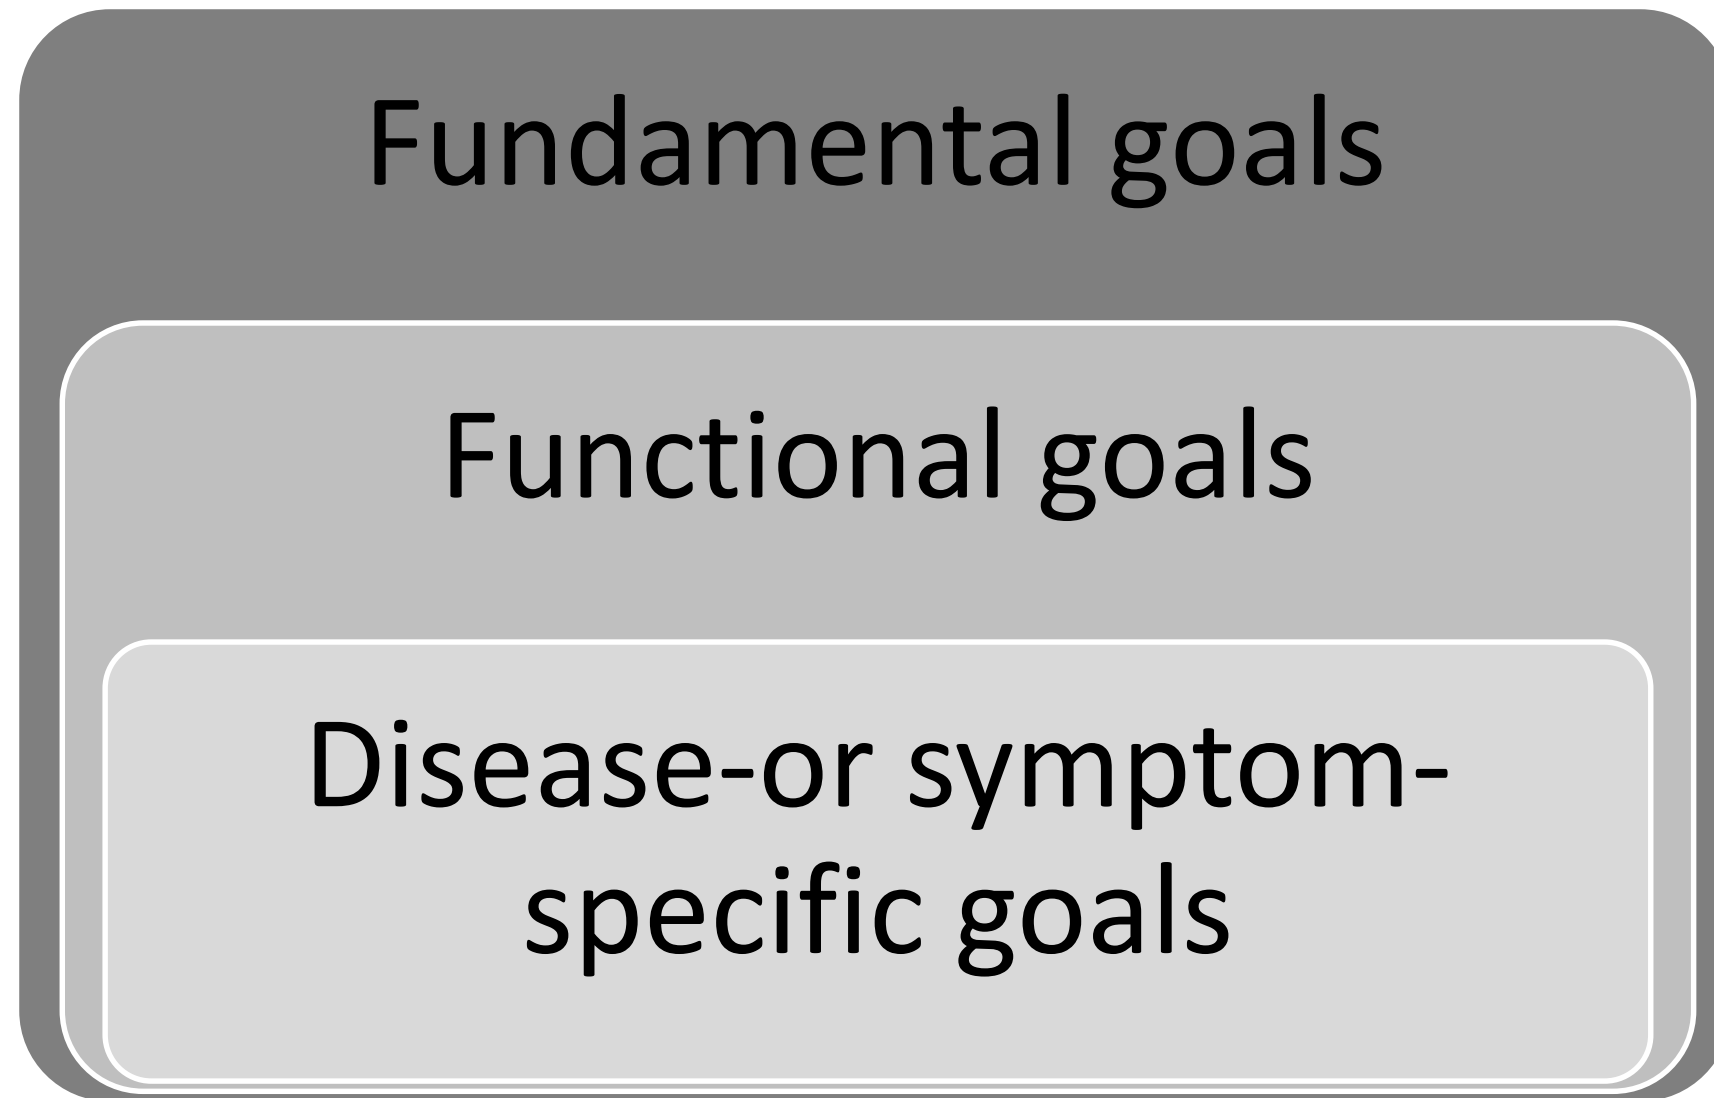 Fundamental goals
Functional goals
Disease-or symptom-
specific goals